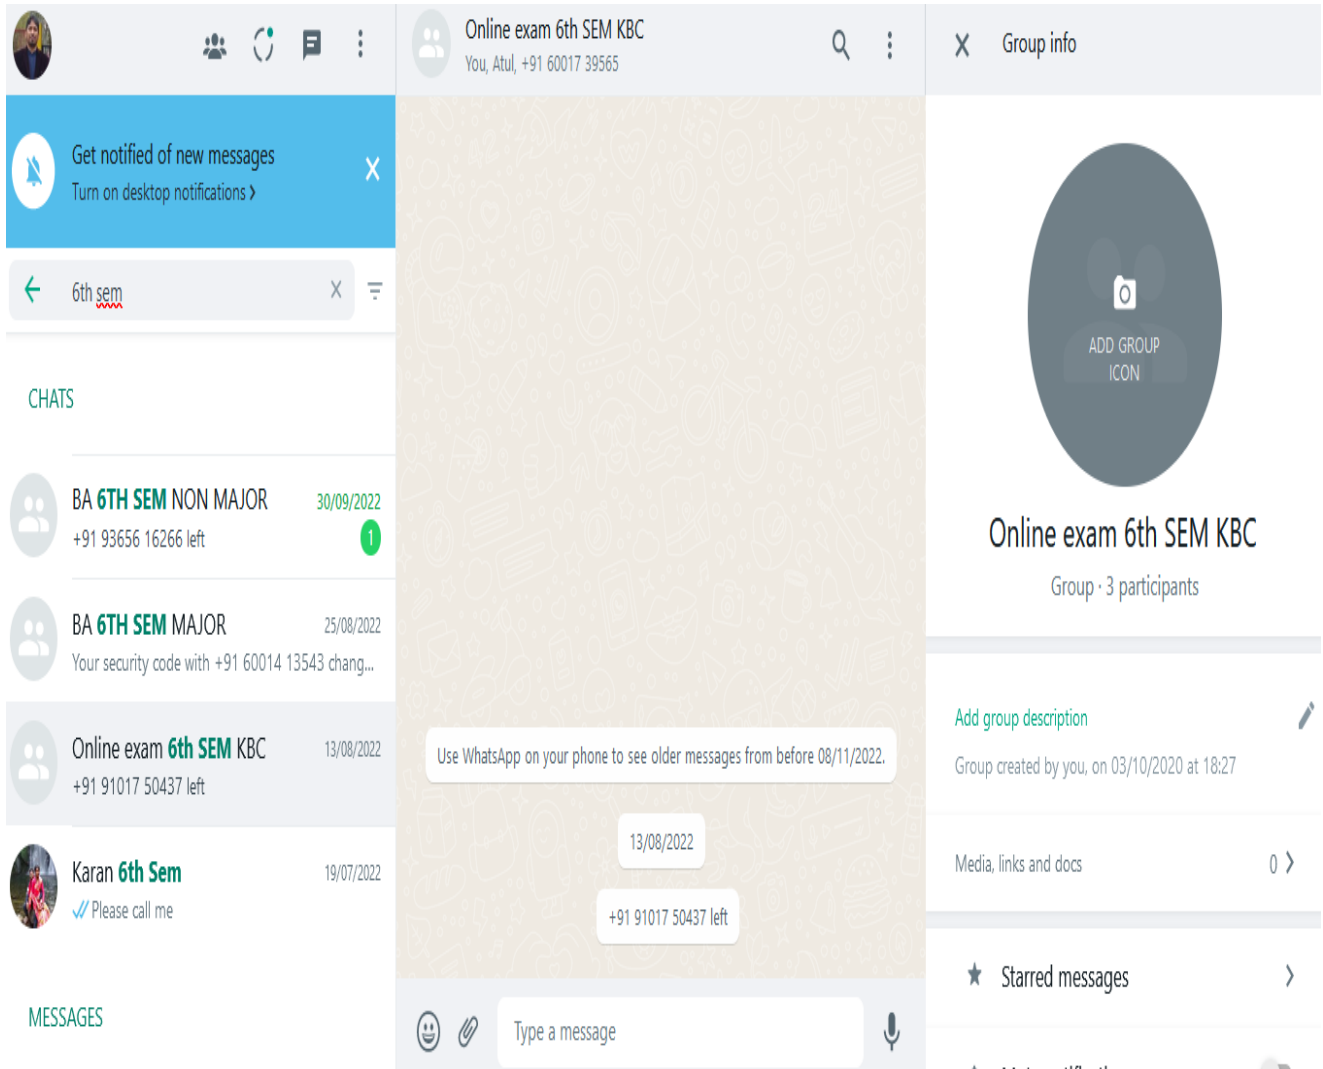 Get notified of new messages
Turn on desktop notifications >
6th sem
CHATS
BA 6TH SEM NON MAJOR 30/09/2022
+91 93656 16266 left 1
BA 6TH SEM MAJOR 25/08/2022
Your security code with +91 60014 13543 chang...
Online exam 6th SEM KBC 13/08/2022
+91 91017 50437 left
Karan 6th Sem 19/07/2022
Please call me
MESSAGES
Online exam 6th SEM KBC
You, Atul, +91 60017 39565
Use WhatsApp on your phone to see older messages from before 08/11/2022.
13/08/2022
+91 91017 50437 left
Type a message
Group info
ADD GROUP
ICON
Online exam 6th SEM KBC
Group · 3 participants
Add group description
Group created by you, on 03/10/2020 at 18:27
Media, links and docs 0 >
Starred messages